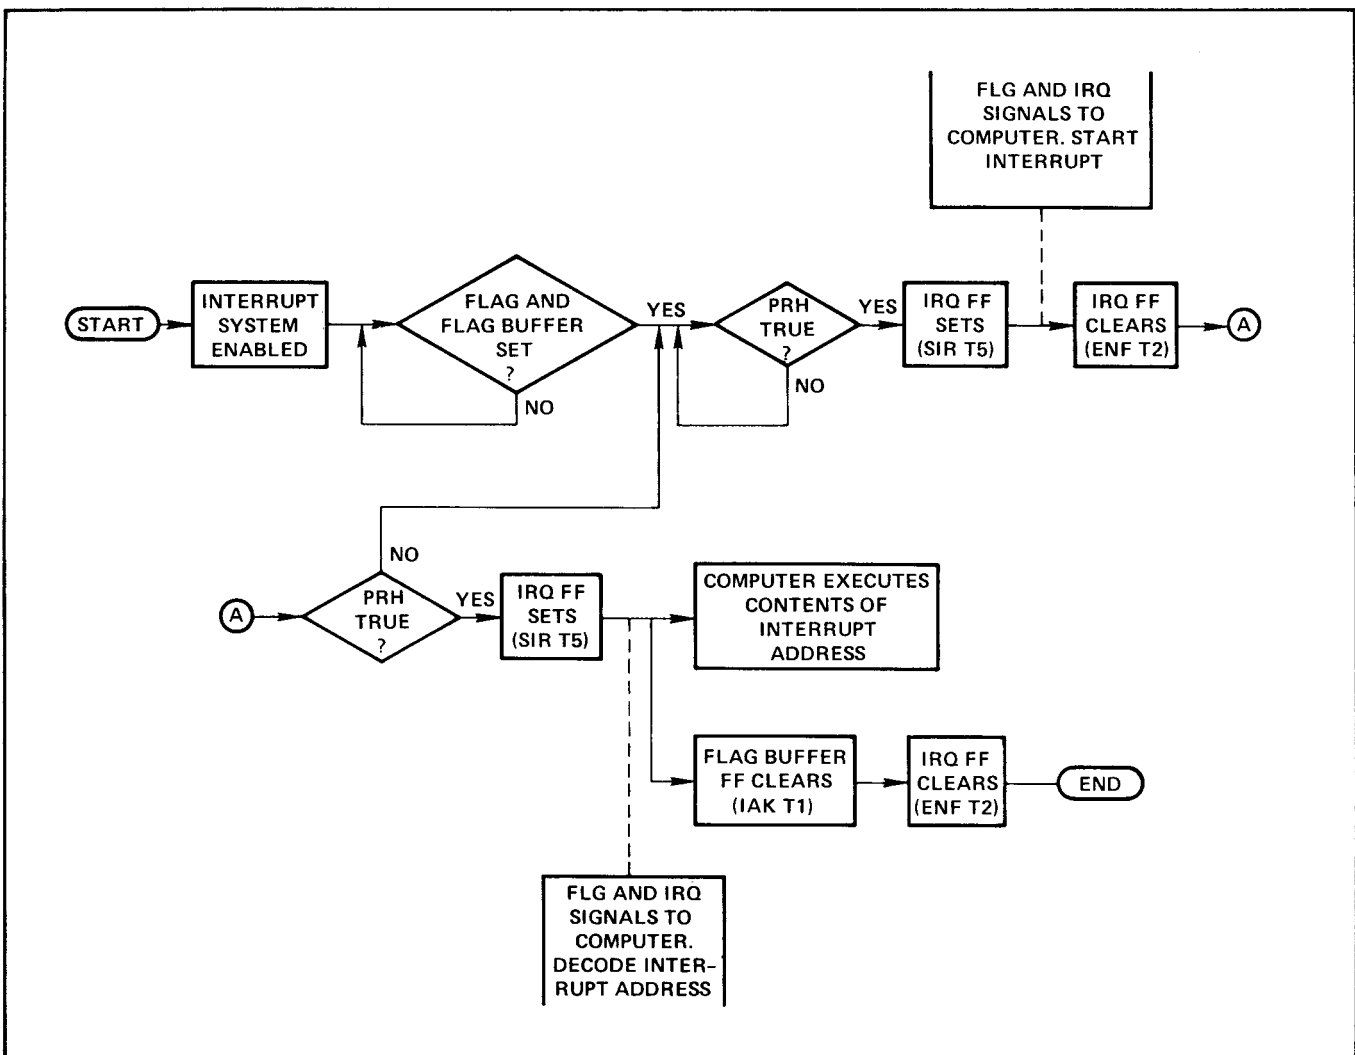 FLG AND IRQ
SIGNALS TO
COMPUTER. START
INTERRUPT
START
INTERRUPT
SYSTEM
ENABLED
FLAG AND
FLAG BUFFER
SET
?
YES
NO
PRH
TRUE
?
YES
NO
IRQ FF
SETS
(SIR T5)
IRQ FF
CLEARS
(ENF T2)
A
A
PRH
TRUE
?
NO
YES
IRQ FF
SETS
(SIR T5)
COMPUTER EXECUTES
CONTENTS OF
INTERRUPT
ADDRESS
FLAG BUFFER
FF CLEARS
(IAK T1)
IRQ FF
CLEARS
(ENF T2)
END
FLG AND IRQ
SIGNALS TO
COMPUTER.
DECODE INTER-
RUPT ADDRESS